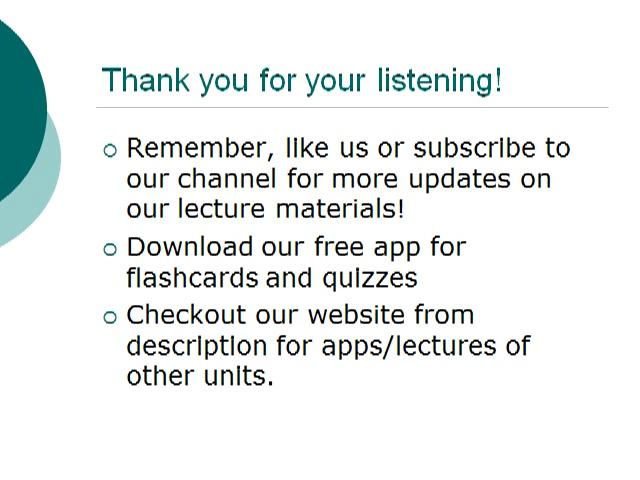 Thank you for your listening!
Remember, like us or subscribe to
our channel for more updates on
our lecture materials!
Download our free app for
flashcards and quizzes
Checkout our website from
description for apps/lectures of
other units.